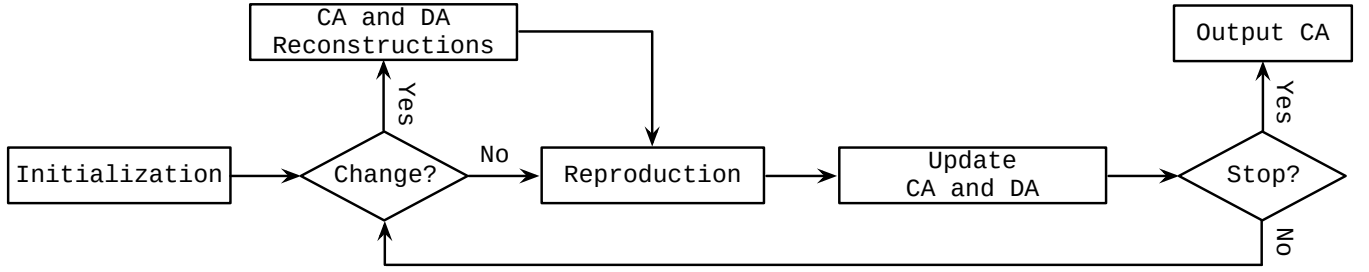 CA and DA
Reconstructions
Output CA
Yes
Yes
Initialization
Change?
No
Reproduction
Update
CA and DA
Stop?
No